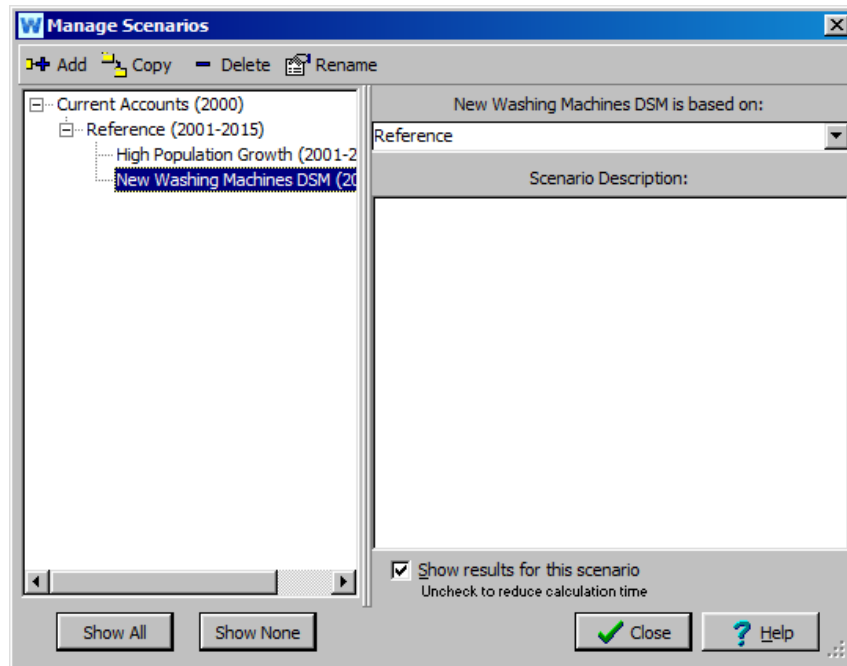 W Manage Scenarios
Add Copy Delete Rename
Current Accounts (2000)
Reference (2001-2015)
High Population Growth (2001-2
New Washing Machines DSM (20
New Washing Machines DSM is based on:
Reference
Scenario Description:
Show results for this scenario
Uncheck to reduce calculation time
Show All Show None Close ? Help